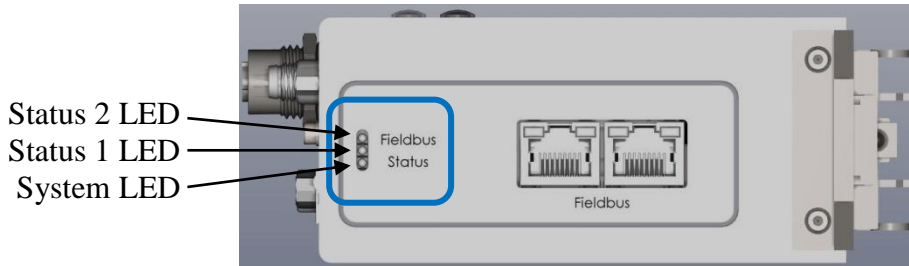 Status 2 LED
Status 1 LED
System LED
Fieldbus
Status
Fieldbus